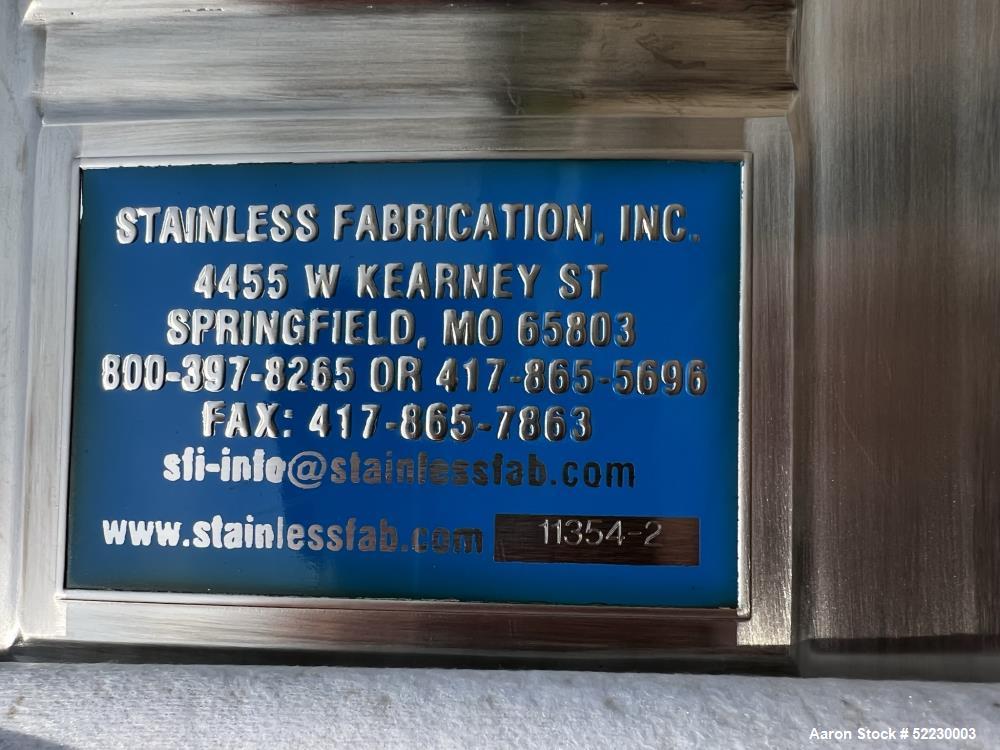 STAINLESS FABRICATION, INC.
4455 W KEARNEY ST
SPRINGFIELD, MO 65803
800-397-8265 OR 417-865-5696
FAX: 417-865-7863
sfi-info@stainlessfab.com
www.stainlessfab.com 11354-2
Aaron Stock # 52230003